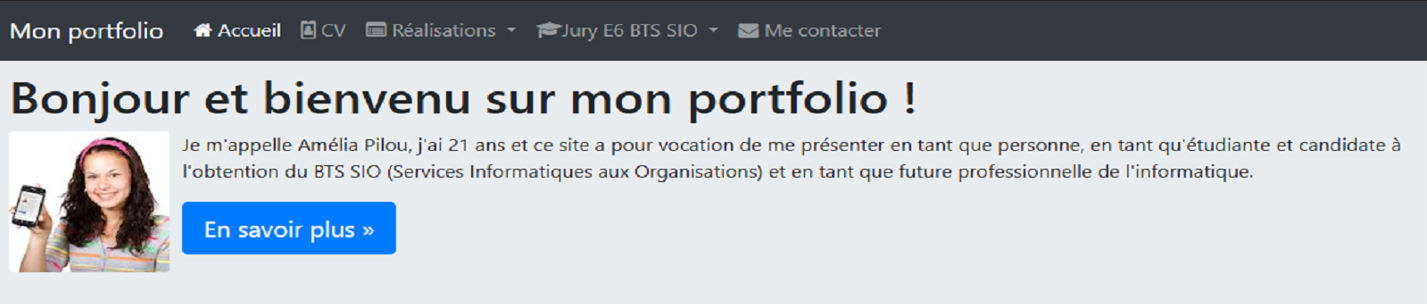 Mon portfolio Accueil CV Réalisations Jury E6 BTS SIO Me contacter
Bonjour et bienvenu sur mon portfolio !
Je m'appelle Amélia Pilou, j'ai 21 ans et ce site a pour vocation de me présenter en tant que personne, en tant qu'étudiante et candidate à
l'obtention du BTS SIO (Services Informatiques aux Organisations) et en tant que future professionnelle de l'informatique.
En savoir plus »